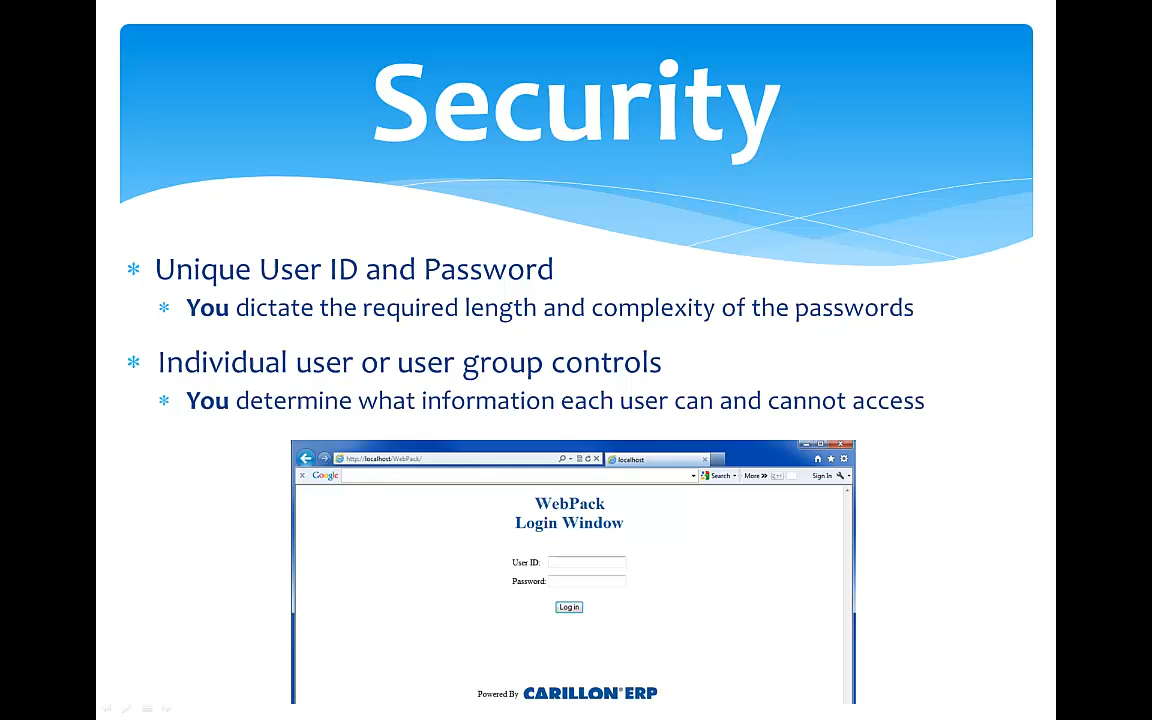 Security
* Unique User ID and Password
* You dictate the required length and complexity of the passwords
* Individual user or user group controls
* You determine what information each user can and cannot access
http://localhost/WebPack/
localhost
x Google
Search
More »
Sign In
WebPack
Login Window
User ID:
Password:
Log in
Powered By CARILLON® ERP